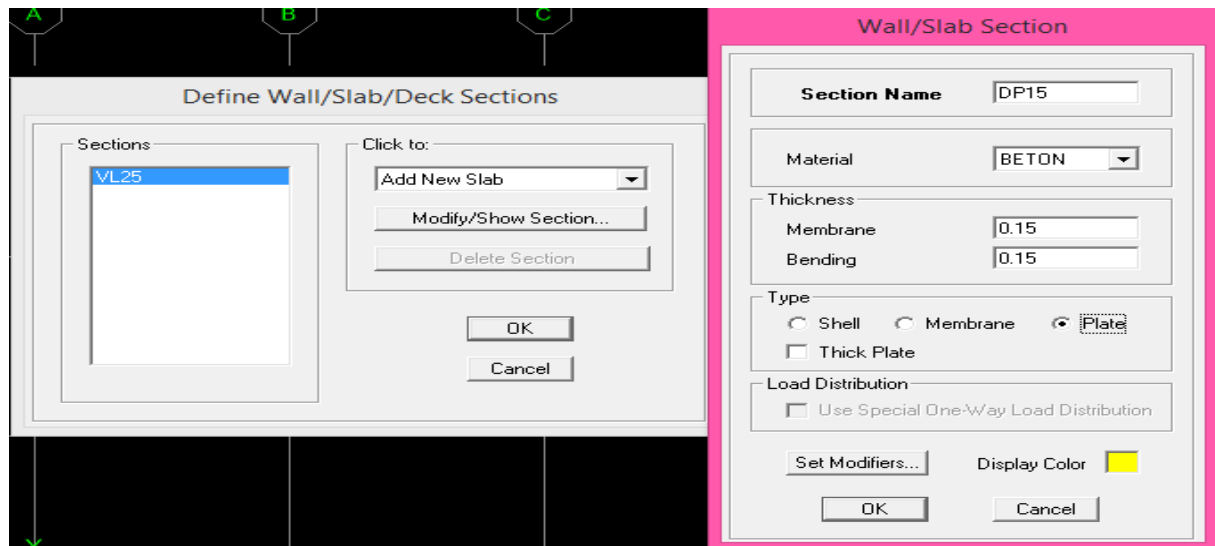 A B C
Define Wall/Slab/Deck Sections
Sections
VL25
Click to:
Add New Slab
Modify/Show Section...
Delete Section
OK
Cancel
Wall/Slab Section
Section Name DP15
Material BETON
Thickness
Membrane 0.15
Bending 0.15
Type
Shell Membrane Plate
Thick Plate
Load Distribution
Use Special One-Way Load Distribution
Set Modifiers... Display Color
OK Cancel